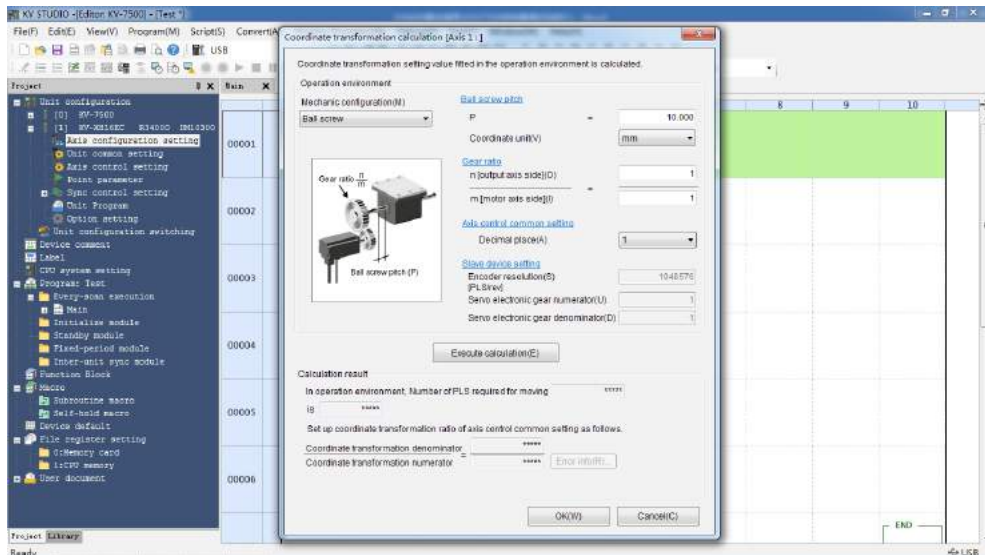 KV STUDIO -[Editor: KV-7500] - [Test *]
File(F) Edit(E) View(V) Program(M) Script(S) Convert(A
USB
Project
Main
Unit configuration
[0] KV-7500
[1] KV-XH16EC R34000 DM10300
Axis configuration setting
Unit common setting
Axis control setting
Point parameter
Sync control setting
Unit Program
Option setting
Unit configuration switching
Device comment
Label
CPU system setting
Program: Test
Every-scan execution
Main
Initialize module
Standby module
Fixed-period module
Inter-unit sync module
Function Block
Macro
Subroutine macro
Self-hold macro
Device default
File register setting
0:Memory card
1:CPU memory
User document
Project Library
Ready
00001
00002
00003
00004
00005
00006
8 9 10
END
USB
Coordinate transformation calculation [Axis 1 : ]
Coordinate transformation setting value fitted in the operation environment is calculated.
Operation environment
Mechanic configuration(M)
Ball screw
Gear ratio n/m
Ball screw pitch (P)
Ball screw pitch
P = 10.000
Coordinate unit(V) mm
Gear ratio
n [output axis side](O) 1
=
m [motor axis side](I) 1
Axis control common setting
Decimal place(A) 1
Slave device setting
Encoder resolution(S) 1048576
[PLS/rev]
Servo electronic gear numerator(U) 1
Servo electronic gear denominator(D) 1
Execute calculation(E)
Calculation result
In operation environment, Number of PLS required for moving *****
is *****
Set up coordinate transformation ratio of axis control common setting as follows.
Coordinate transformation denominator *****
=
Coordinate transformation numerator ***** Error info(R)...
OK(W) Cancel(C)